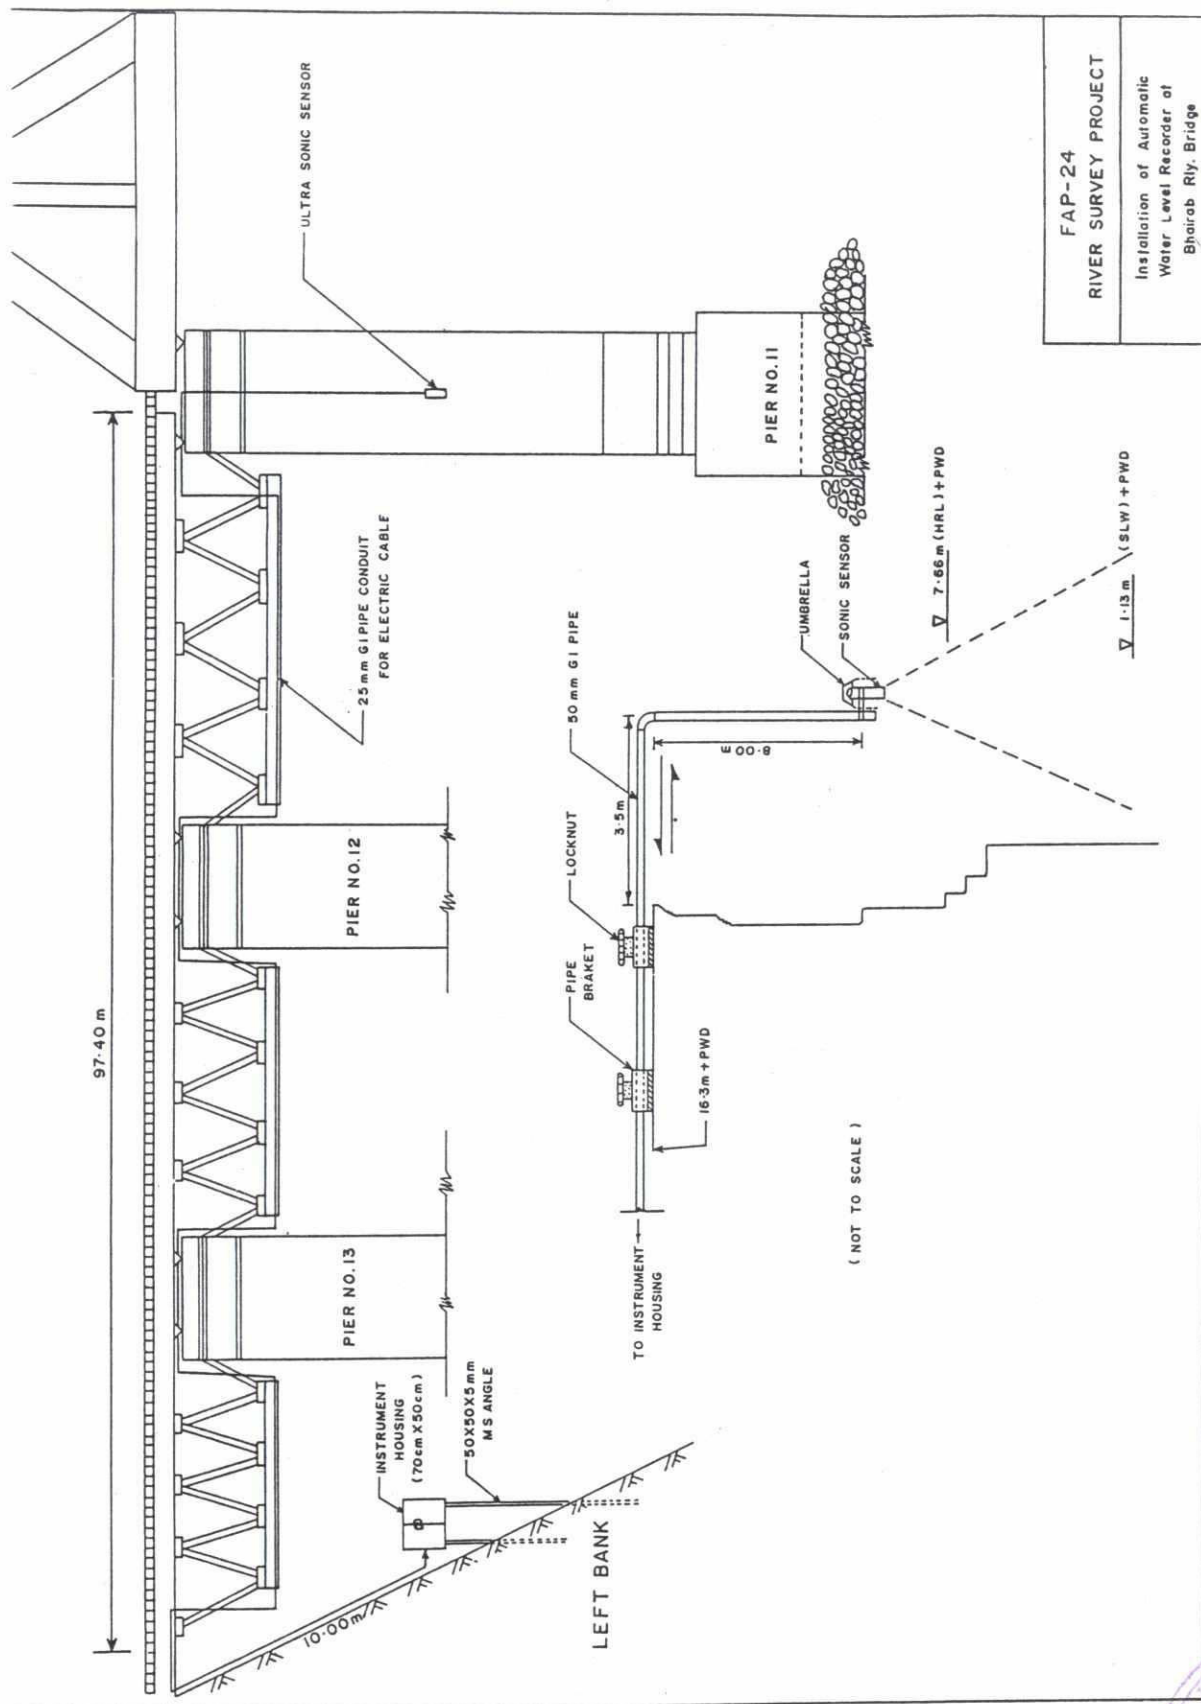 97·40 m
ULTRA SONIC SENSOR
25 mm GI PIPE CONDUIT
FOR ELECTRIC CABLE
PIER NO.13
PIER NO.12
PIER NO.11
INSTRUMENT
HOUSING
(70cm X 50cm)
50X50X5mm
MS ANGLE
10·00m
LEFT BANK
TO INSTRUMENT
HOUSING
PIPE
BRAKET
LOCKNUT
50 mm GI PIPE
3·5m
8·00 m
16·3m + PWD
UMBRELLA
SONIC SENSOR
7·66 m (HRL) + PWD
1·13 m (SLW) + PWD
( NOT TO SCALE )
FAP-24
RIVER SURVEY PROJECT
Installation of Automatic
Water Level Recorder at
Bhairab Rly. Bridge